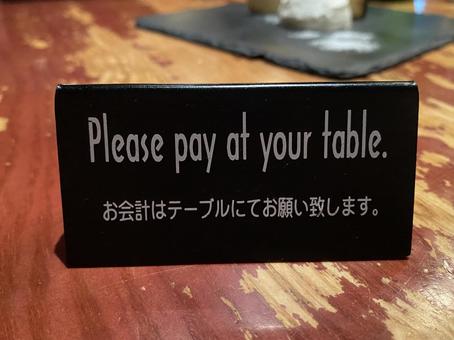 Please pay at your table.
お会計はテーブルにてお願い致します。